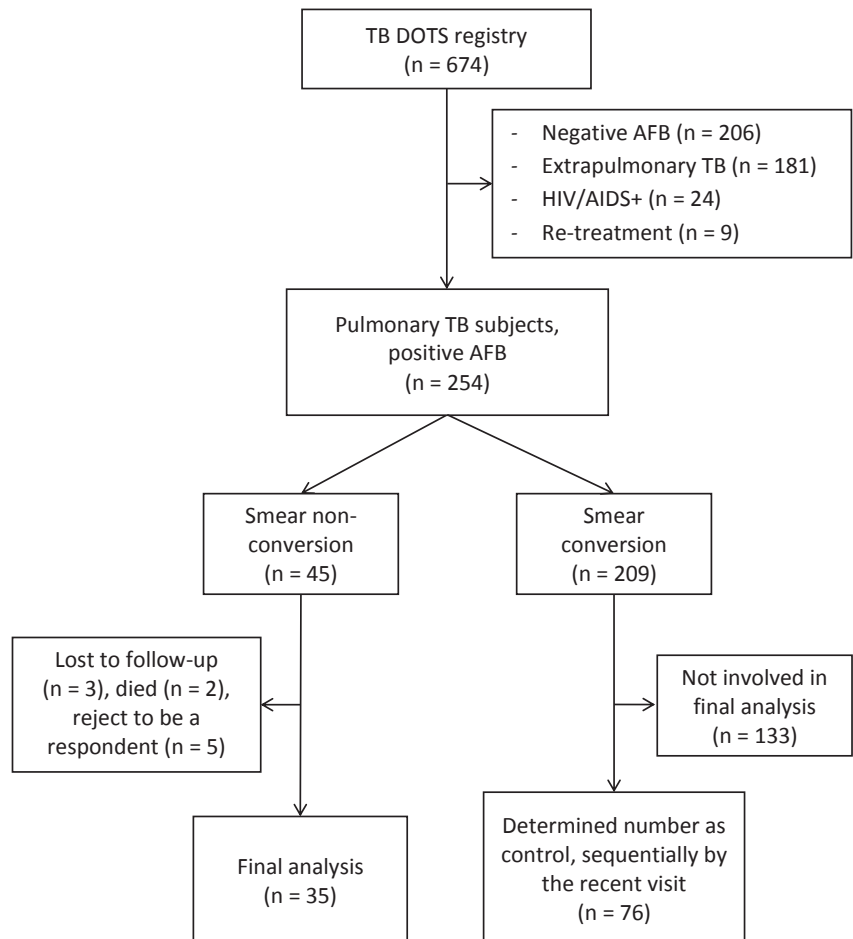 TB DOTS registry
(n = 674)
- Negative AFB (n = 206)
- Extrapulmonary TB (n = 181)
- HIV/AIDS+ (n = 24)
- Re-treatment (n = 9)
Pulmonary TB subjects,
positive AFB
(n = 254)
Smear non-
conversion
(n = 45)
Smear
conversion
(n = 209)
Lost to follow-up
(n = 3), died (n = 2),
reject to be a
respondent (n = 5)
Not involved in
final analysis
(n = 133)
Final analysis
(n = 35)
Determined number as
control, sequentially by
the recent visit
(n = 76)